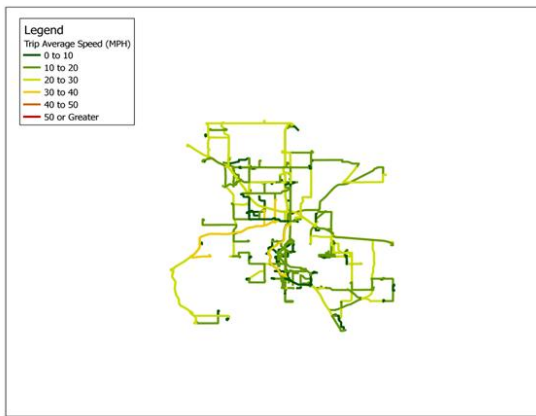 Legend
Trip Average Speed (MPH)
0 to 10
10 to 20
20 to 30
30 to 40
40 to 50
50 or Greater